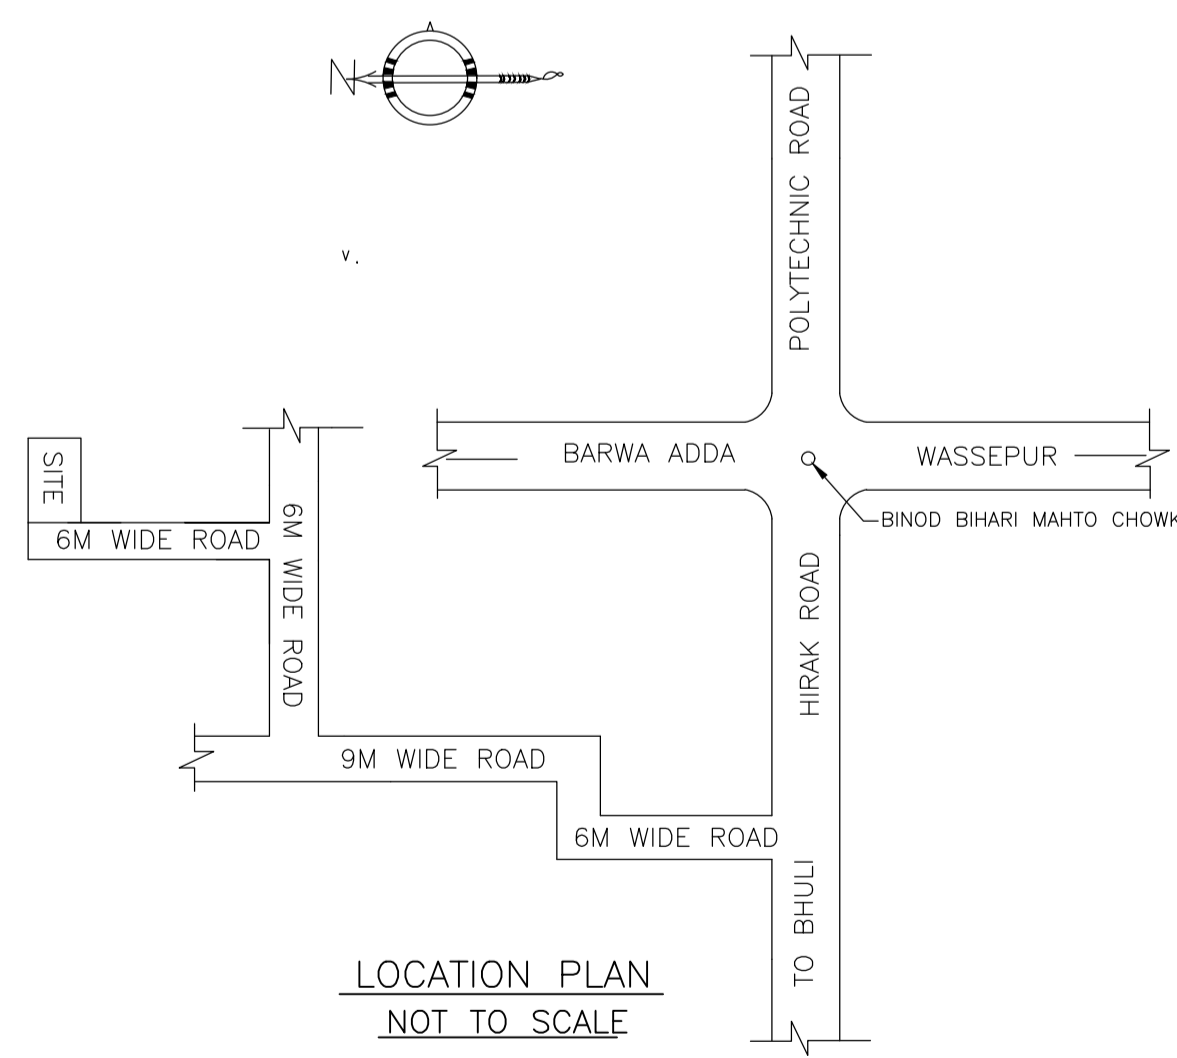 N
POLYTECHNIC ROAD
v.
BARWA ADDA
WASSEPUR
SITE
6M WIDE ROAD
6M WIDE ROAD
BINOD BIHARI MAHTO CHOWK
HIRAK ROAD
9M WIDE ROAD
6M WIDE ROAD
TO BHULI
LOCATION PLAN
NOT TO SCALE